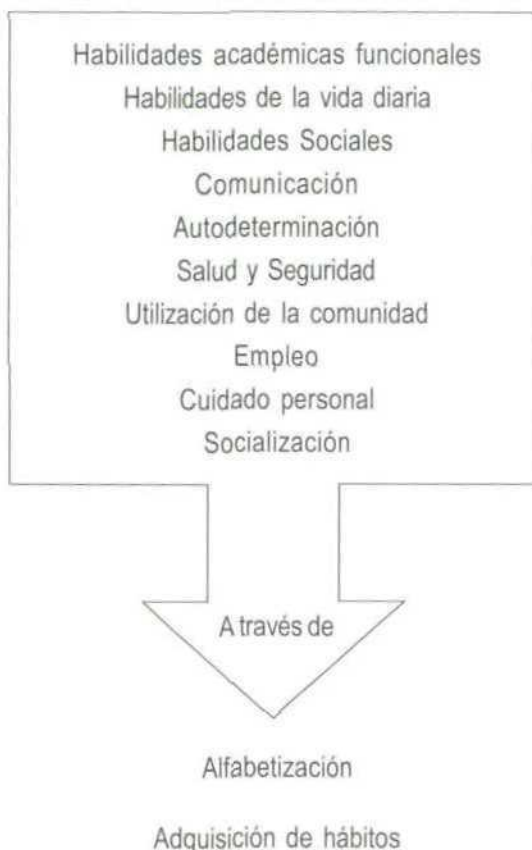 Habilidades académicas funcionales
Habilidades de la vida diaria
Habilidades Sociales
Comunicación
Autodeterminación
Salud y Seguridad
Utilización de la comunidad
Empleo
Cuidado personal
Socialización
A través de
Alfabetización
Adquisición de hábitos